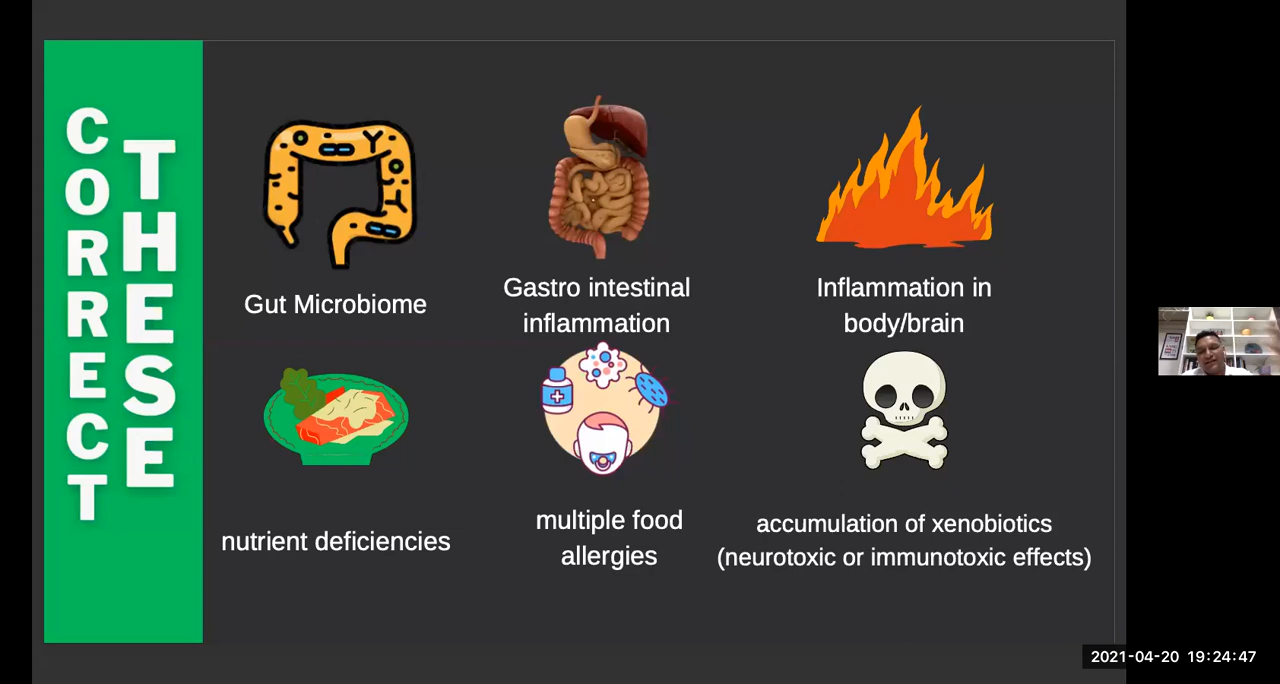 CORRECT
THESE
Gut Microbiome
Gastro intestinal
inflammation
Inflammation in
body/brain
nutrient deficiencies
multiple food
allergies
accumulation of xenobiotics
(neurotoxic or immunotoxic effects)
2021-04-20 19:24:47